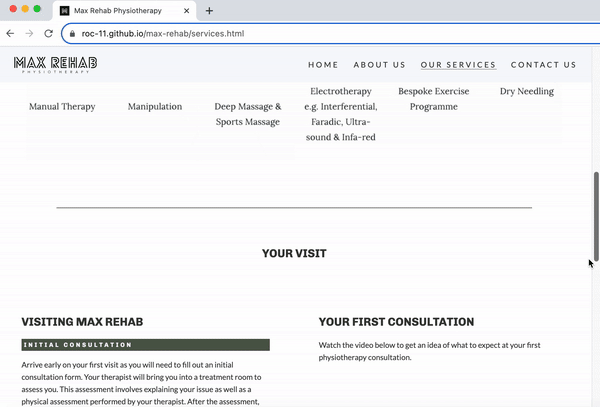 Max Rehab Physiotherapy
roc-11.github.io/max-rehab/services.html
MAX REHAB
PHYSIOTHERAPY
HOME ABOUT US OUR SERVICES CONTACT US
Manual Therapy
Manipulation
Deep Massage &
Sports Massage
Electrotherapy
e.g. Interferential,
Faradic, Ultra-
sound & Infa-red
Bespoke Exercise
Programme
Dry Needling
YOUR VISIT
VISITING MAX REHAB
INITIAL CONSULTATION
Arrive early on your first visit as you will need to fill out an initial
consultation form. Your therapist will bring you into a treatment room to
assess you. This assessment involves explaining your issue as well as a
physical assessment performed by your therapist. After the assessment,
YOUR FIRST CONSULTATION
Watch the video below to get an idea of what to expect at your first
physiotherapy consultation.